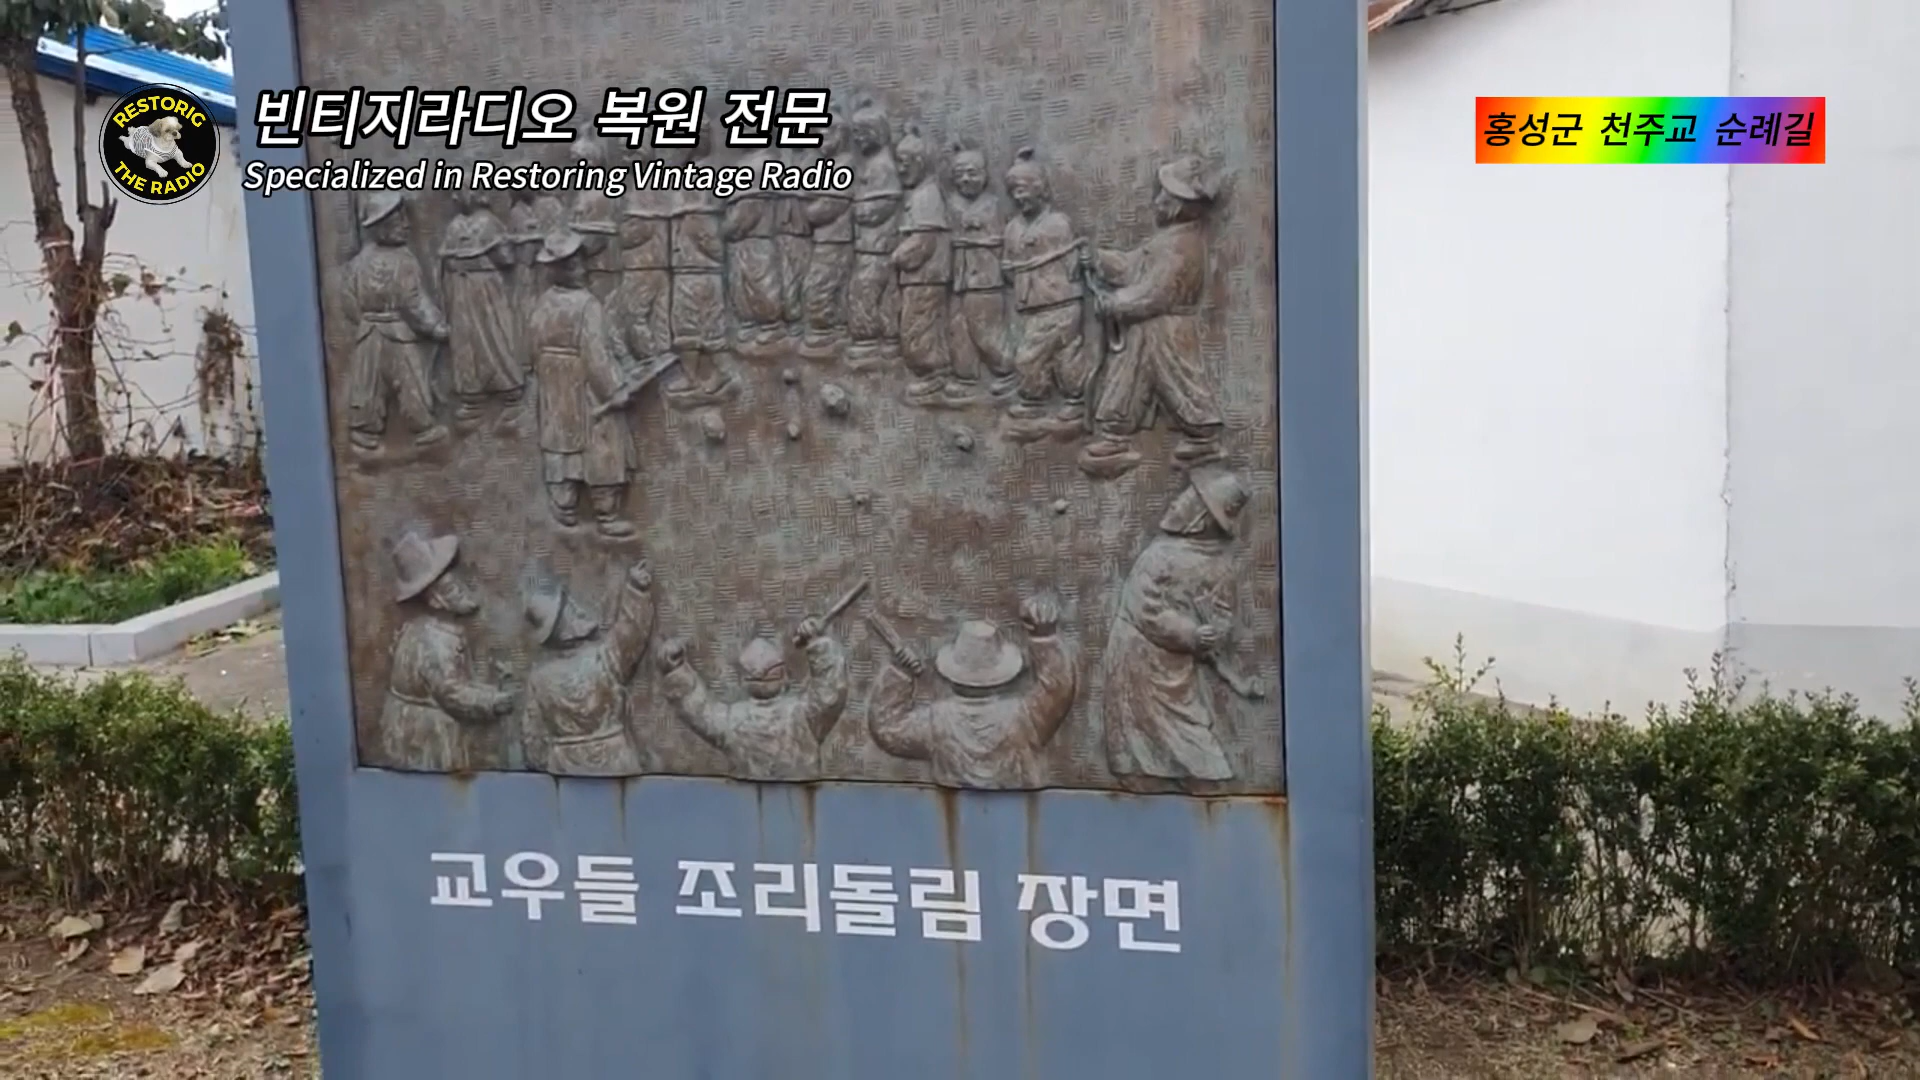 RESTORIG
THE RADIO
빈티지라디오 복원 전문
Specialized in Restoring Vintage Radio
홍성군 천주교 순례길
교우들 조리돌림 장면